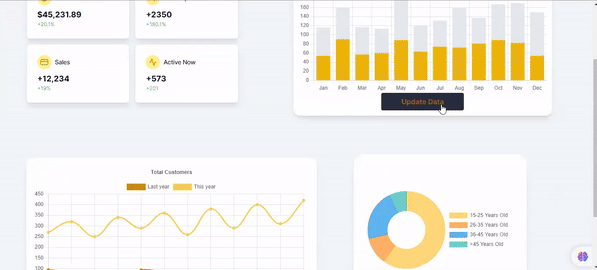 $45,231.89
+20.1%
+2350
+180.1%
Sales
+12,234
+19%
Active Now
+573
+201
160
140
120
100
80
60
40
20
0
Jan Feb Mar Apr May Jun Jul Aug Sep Oct Nov Dec
Update Data
Total Customers
Last year This year
450
400
350
300
250
200
150
15-25 Years Old
25-35 Years Old
35-45 Years Old
+45 Years Old